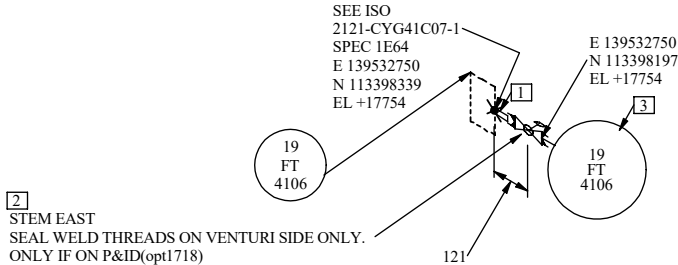 SEE ISO
2121-CYG41C07-1
SPEC 1E64
E 139532750
N 113398339
EL +17754
E 139532750
N 113398197
EL +17754
1
3
19
FT
4106
19
FT
4106
2
STEM EAST
SEAL WELD THREADS ON VENTURI SIDE ONLY.
ONLY IF ON P&ID(opt1718)
121